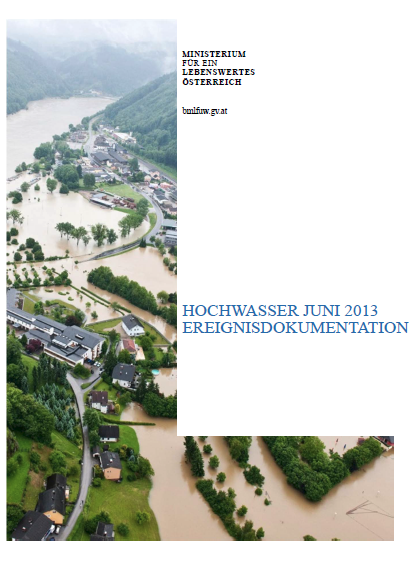 MINISTERIUM
FÜR EIN
LEBENSWERTES
ÖSTERREICH
bmlfuw.gv.at
HOCHWASSER JUNI 2013
EREIGNISDOKUMENTATION